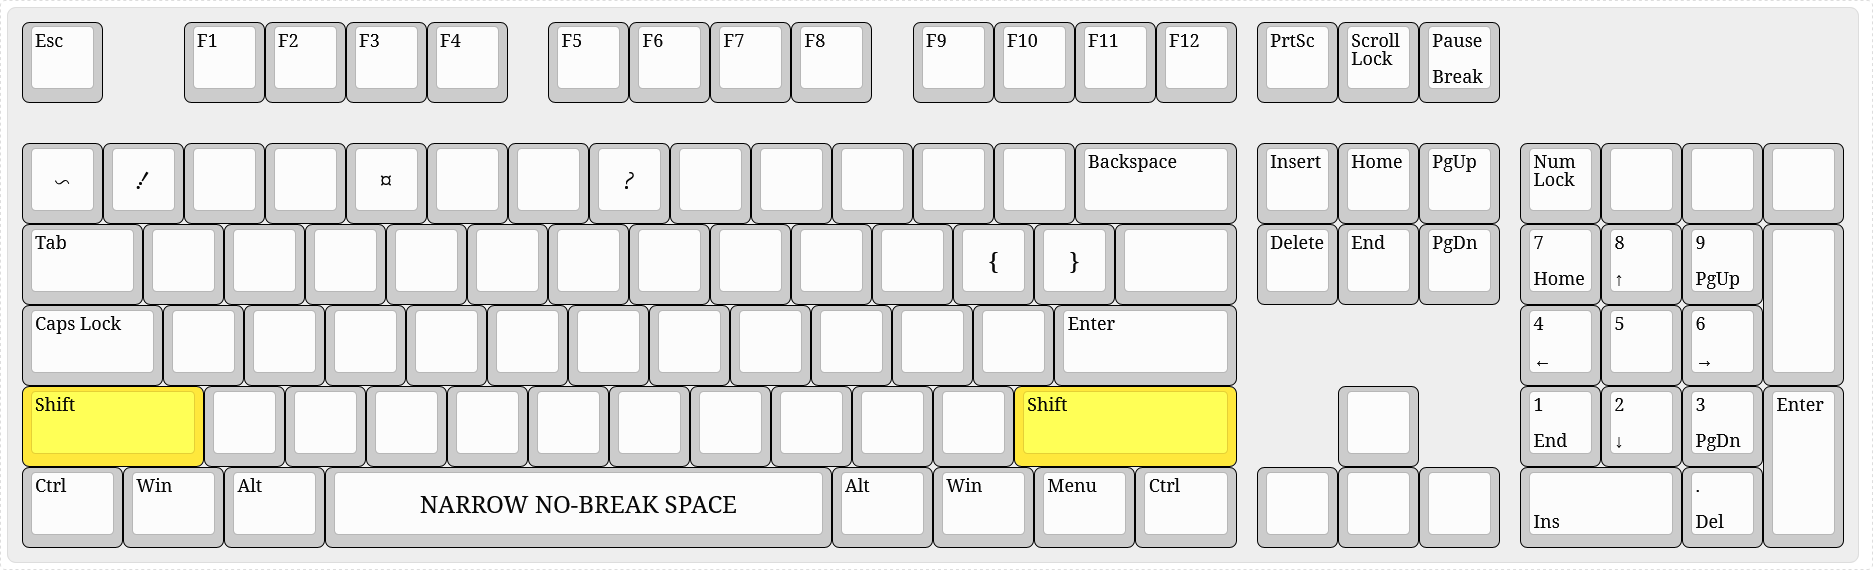 Esc F1 F2 F3 F4 F5 F6 F7 F8 F9 F10 F11 F12 PrtSc Scroll Lock Pause Break
∽ ! ¤ ? Backspace Insert Home PgUp Num Lock
Tab { } Delete End PgDn 7 Home 8 ↑ 9 PgUp
Caps Lock Enter 4 ← 5 6 →
Shift Shift 1 End 2 ↓ 3 PgDn Enter
Ctrl Win Alt NARROW NO-BREAK SPACE Alt Win Menu Ctrl Ins . Del